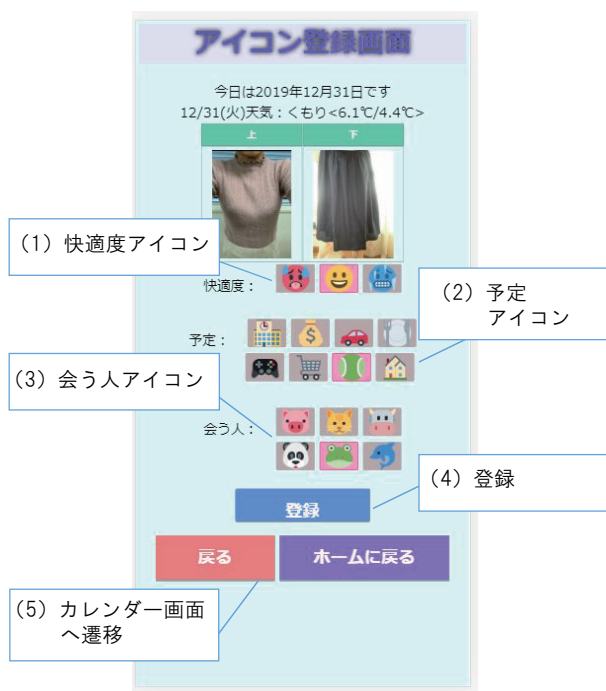 アイコン登録画面
今日は2019年12月31日です
12/31(火)天気：くもり<6.1℃/4.4℃>
上 下
(1) 快適度アイコン
快適度：
(2) 予定
アイコン
予定：
(3) 会う人アイコン
会う人：
(4) 登録
登録
戻る ホームに戻る
(5) カレンダー画面
へ遷移